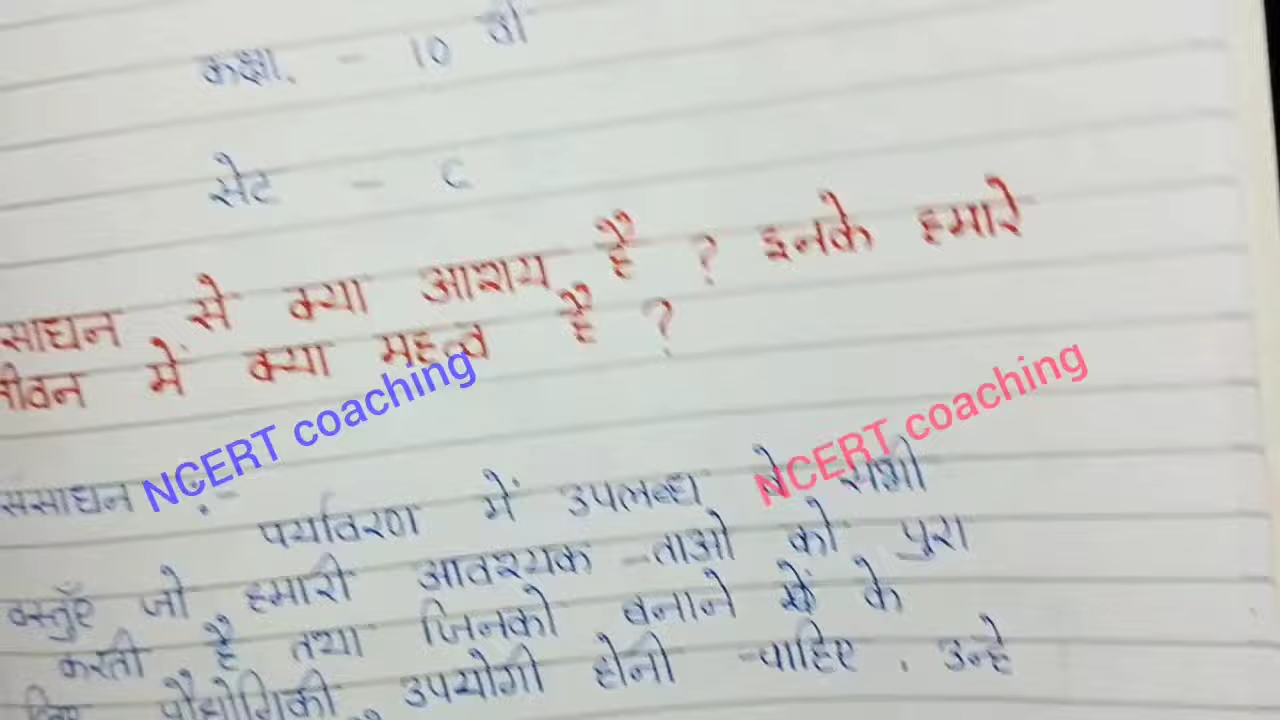 कक्षा. - 10 वी
सेट - C
साधन से क्या आशय है ? इनके हमारे
जीवन में क्या महत्व है ?
NCERT coaching
NCERT coaching
संसाधन :-
पर्यावरण में उपलब्ध वे सभी
वस्तुएँ जो हमारी आवश्यक -ताओ को पुरा
करती है तथा जिनको बनाने के
प्रौद्योगिकी उपयोगी होनी चाहिए . उन्हे